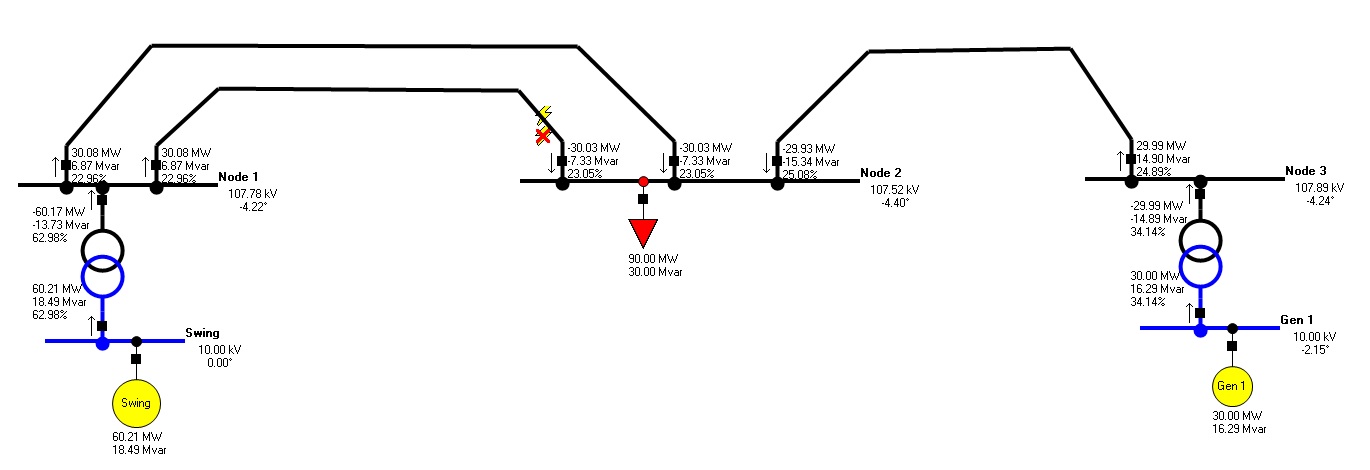 30.08 MW
6.87 Mvar
22.96%
30.08 MW
6.87 Mvar
22.96%
Node 1
107.78 kV
-4.22°
-60.17 MW
-13.73 Mvar
62.98%
60.21 MW
18.49 Mvar
62.98%
Swing
10.00 kV
0.00°
Swing
60.21 MW
18.49 Mvar
-30.03 MW
-7.33 Mvar
23.05%
-30.03 MW
-7.33 Mvar
23.05%
-29.93 MW
-15.34 Mvar
25.08%
Node 2
107.52 kV
-4.40°
90.00 MW
30.00 Mvar
29.99 MW
14.90 Mvar
24.89%
Node 3
107.89 kV
-4.24°
-29.99 MW
-14.89 Mvar
34.14%
30.00 MW
16.29 Mvar
34.14%
Gen 1
10.00 kV
-2.15°
Gen 1
30.00 MW
16.29 Mvar